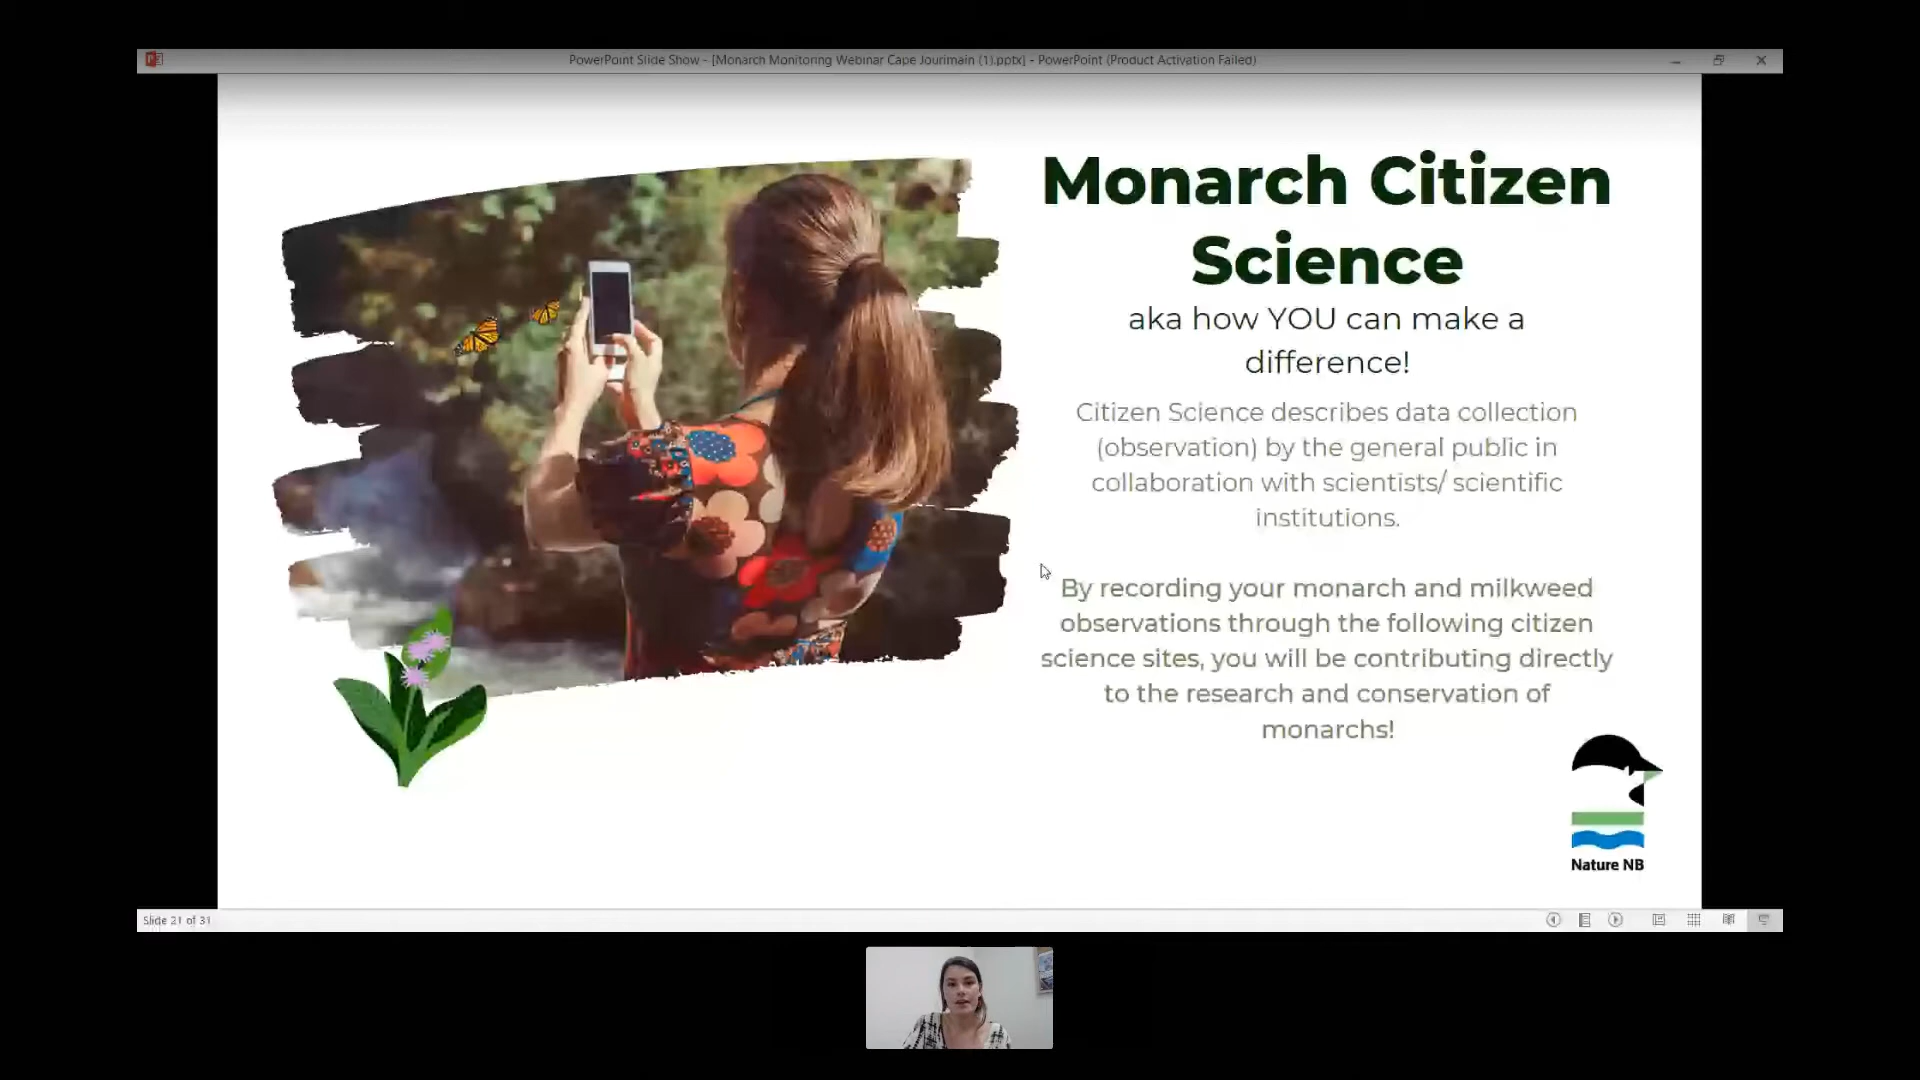 PowerPoint Slide Show - [Monarch Monitoring Webinar Cape Jourimain (1).pptx] - PowerPoint (Product Activation Failed)
Monarch Citizen
Science
aka how YOU can make a
difference!
Citizen Science describes data collection
(observation) by the general public in
collaboration with scientists/ scientific
institutions.
By recording your monarch and milkweed
observations through the following citizen
science sites, you will be contributing directly
to the research and conservation of
monarchs!
Nature NB
Slide 21 of 31